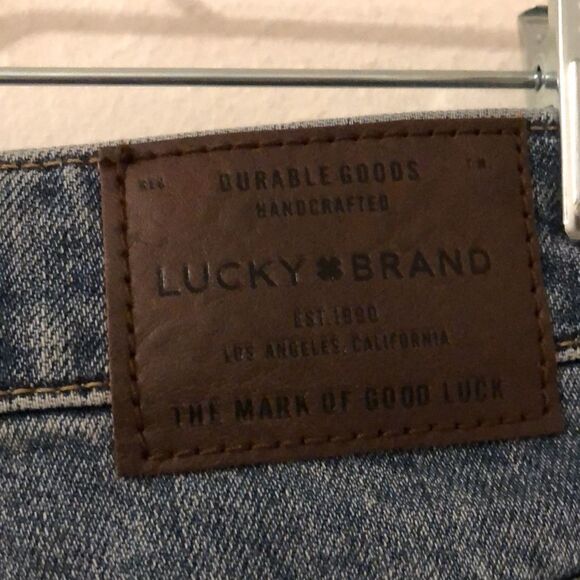 REG. DURABLE GOODS T.M.
HANDCRAFTED
LUCKY BRAND
EST. 1990
LOS ANGELES, CALIFORNIA
THE MARK OF GOOD LUCK